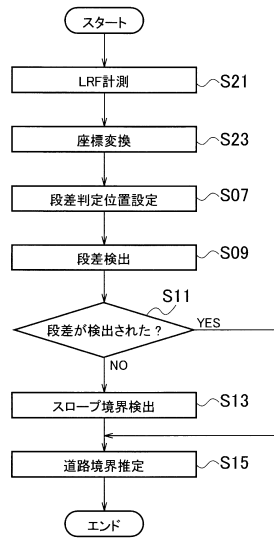 スタート
LRF計測
S21
座標変換
S23
段差判定位置設定
S07
段差検出
S09
S11
段差が検出された?
YES
NO
スロープ境界検出
S13
道路境界推定
S15
エンド